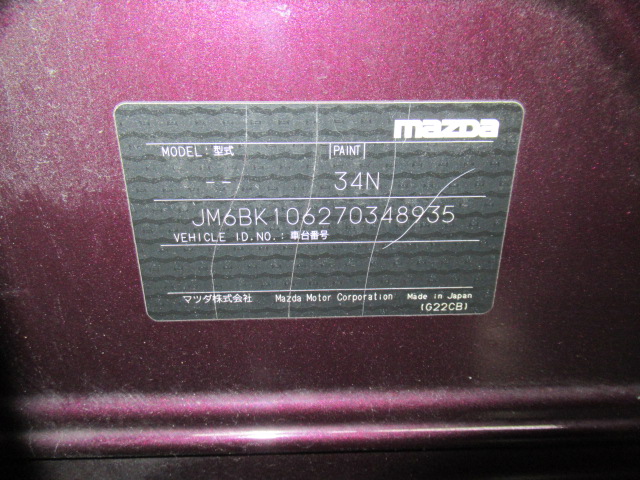 mazda
MODEL:型式 PAINT
-- 34N
JM6BK106270348935
VEHICLE ID.NO.:車台番号
マツダ株式会社 Mazda Motor Corporation Made in Japan
(G22CB)